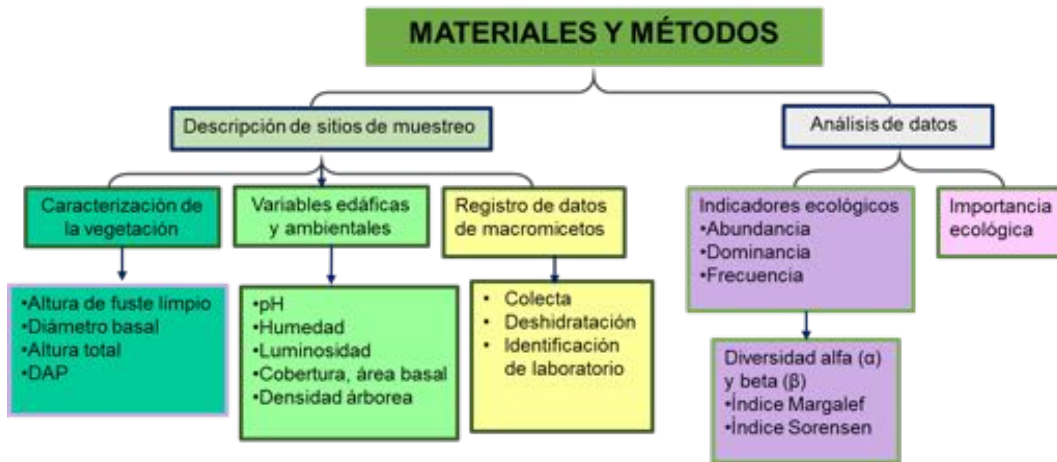 MATERIALES Y MÉTODOS
Descripción de sitios de muestreo
Análisis de datos
Caracterización de
la vegetación
Variables edáficas
y ambientales
Registro de datos
de macromicetos
Indicadores ecológicos
•Abundancia
•Dominancia
•Frecuencia
Importancia
ecológica
•Altura de fuste limpio
•Diámetro basal
•Altura total
•DAP
•pH
•Humedad
•Luminosidad
•Cobertura, área basal
•Densidad árborea
• Colecta
• Deshidratación
• Identificación
de laboratorio
Diversidad alfa (α)
y beta (β)
•Índice Margalef
•Índice Sorensen